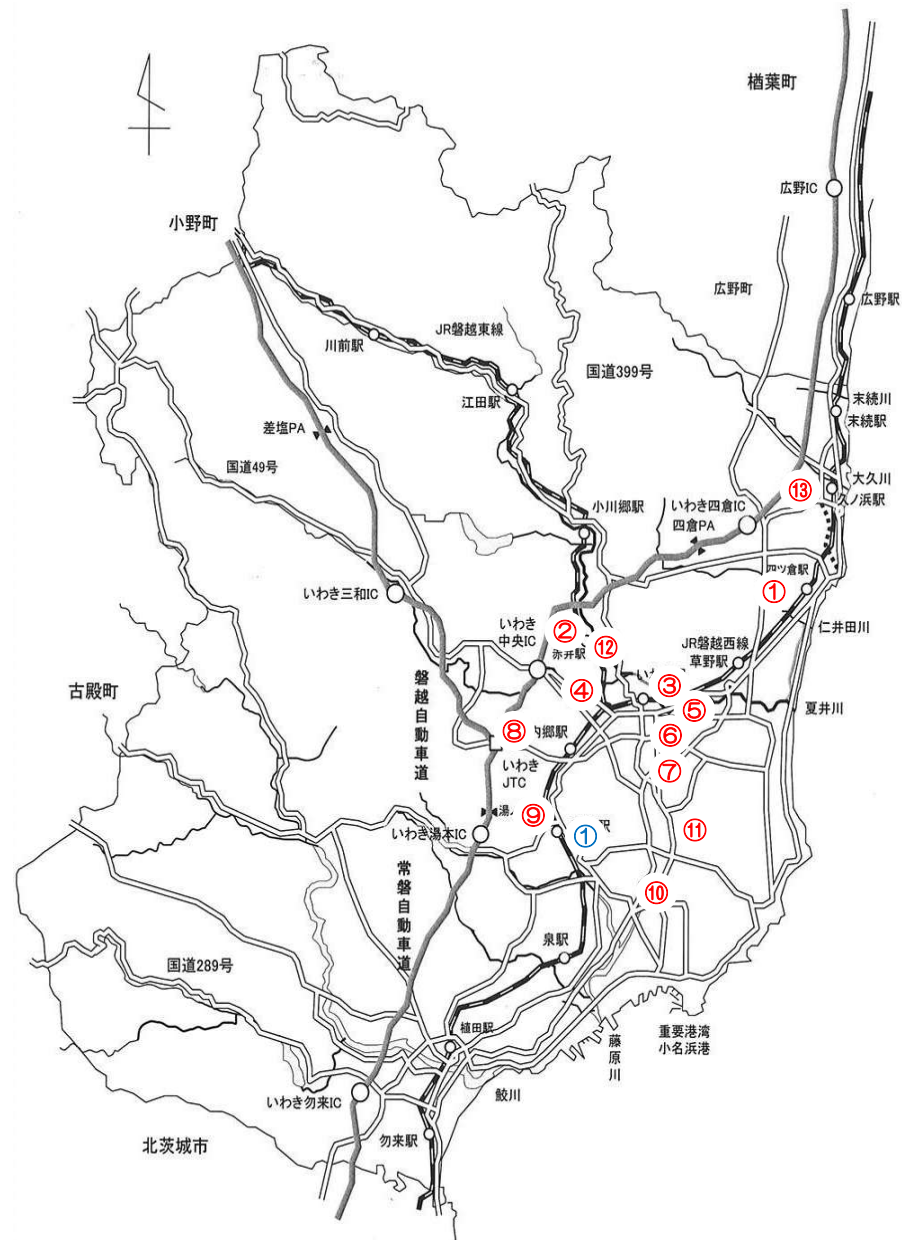 楢葉町
広野IC
小野町
広野町
広野駅
JR磐越東線
川前駅
国道399号
江田駅
末続川
末続駅
差塩PA
国道49号
大久川
⑬
久ノ浜駅
いわき四倉IC
小川郷駅
四倉PA
四ツ倉駅
①
いわき三和IC
いわき
中央IC
②
赤井駅
⑫
仁井田川
JR磐越西線
草野駅
③
④
古殿町
磐越自動車道
⑤
夏井川
⑧
内郷駅
⑥
いわき
JTC
⑦
湯
⑨
いわき湯本IC
①
駅
⑪
常磐自動車道
⑩
泉駅
国道289号
植田駅
藤原川
重要港湾
小名浜港
いわき勿来IC
鮫川
勿来駅
北茨城市